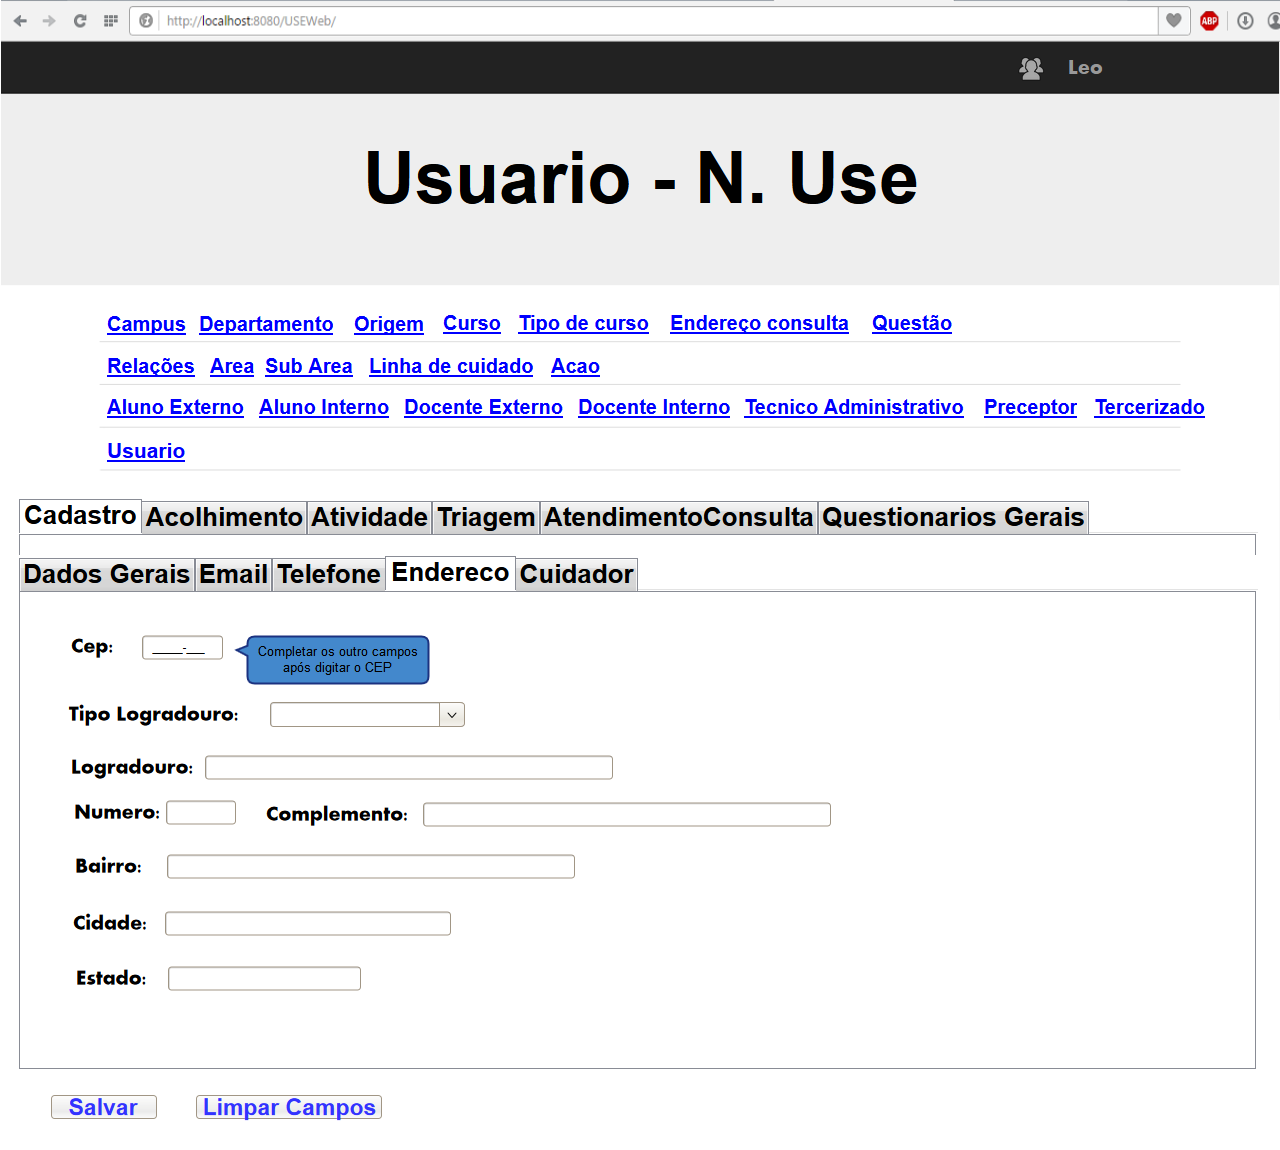 http://localhost:8080/USEWeb/
ABP
Leo
Usuario - N. Use
Campus Departamento Origem Curso Tipo de curso Endereço consulta Questão
Relações Area Sub Area Linha de cuidado Acao
Aluno Externo Aluno Interno Docente Externo Docente Interno Tecnico Administrativo Preceptor Tercerizado
Usuario
Cadastro Acolhimento Atividade Triagem AtendimentoConsulta Questionarios Gerais
Dados Gerais Email Telefone Endereco Cuidador
Cep: ____-__
Completar os outro campos
após digitar o CEP
Tipo Logradouro:
Logradouro:
Numero: Complemento:
Bairro:
Cidade:
Estado:
Salvar Limpar Campos